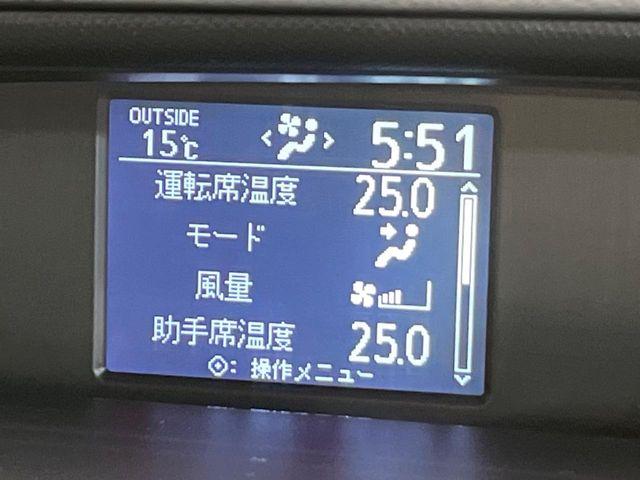 OUTSIDE
15℃ < > 5:51
運転席温度 25.0
モード
風量
助手席温度 25.0
: 操作メニュー